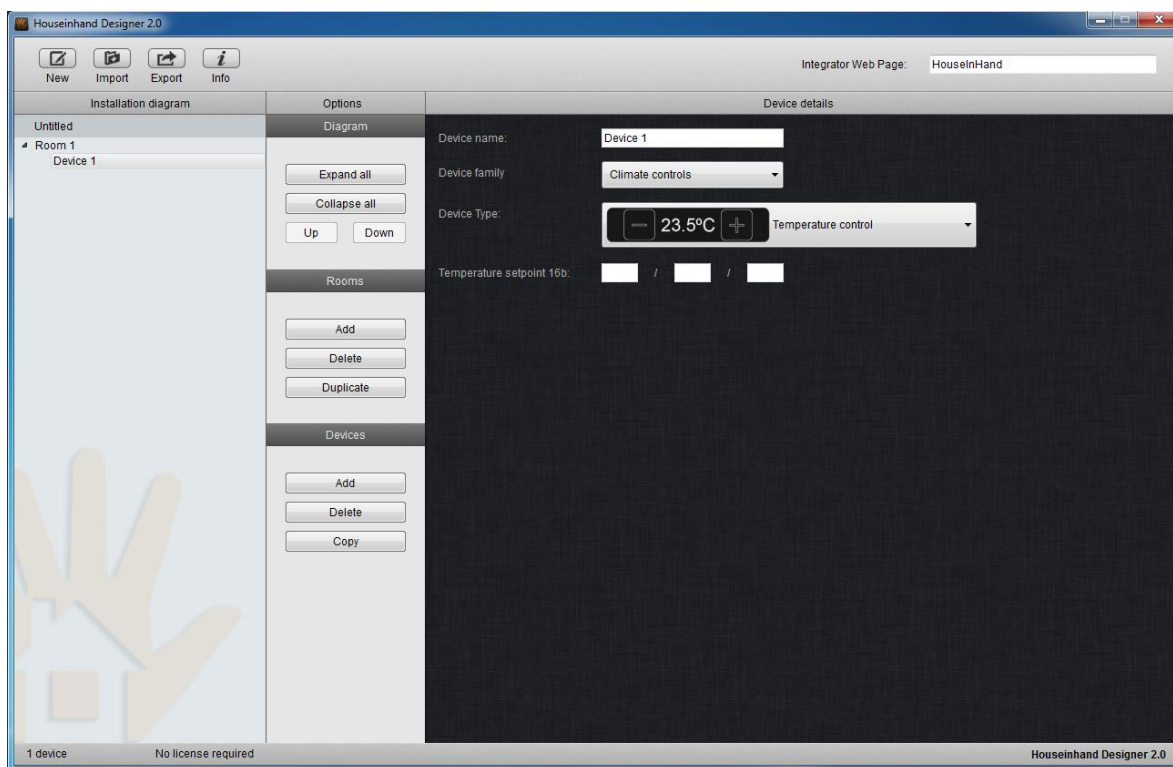 Houseinhand Designer 2.0
New Import Export Info
Integrator Web Page: HouseInHand
Installation diagram Options Device details
Untitled
Room 1
Device 1
Diagram
Expand all
Collapse all
Up Down
Rooms
Add
Delete
Duplicate
Devices
Add
Delete
Copy
Device name: Device 1
Device family Climate controls
Device Type: 23.5ºC Temperature control
Temperature setpoint 16b: / /
1 device No license required Houseinhand Designer 2.0